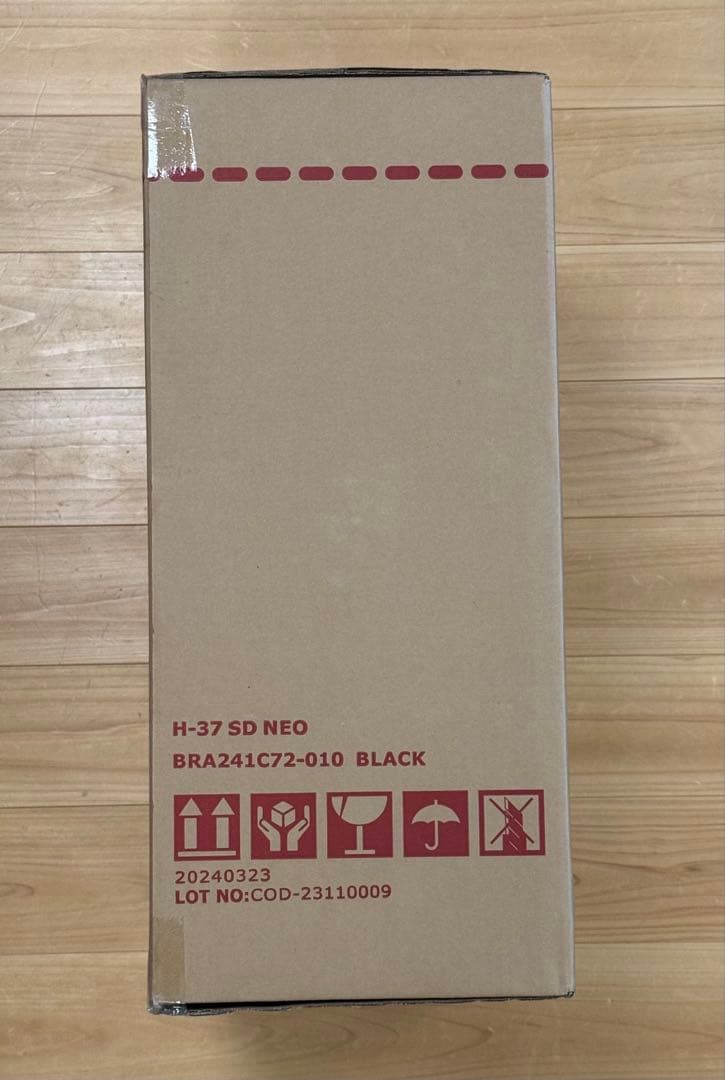 H-37 SD NEO
BRA241C72-010 BLACK
20240323
LOT NO:COD-23110009